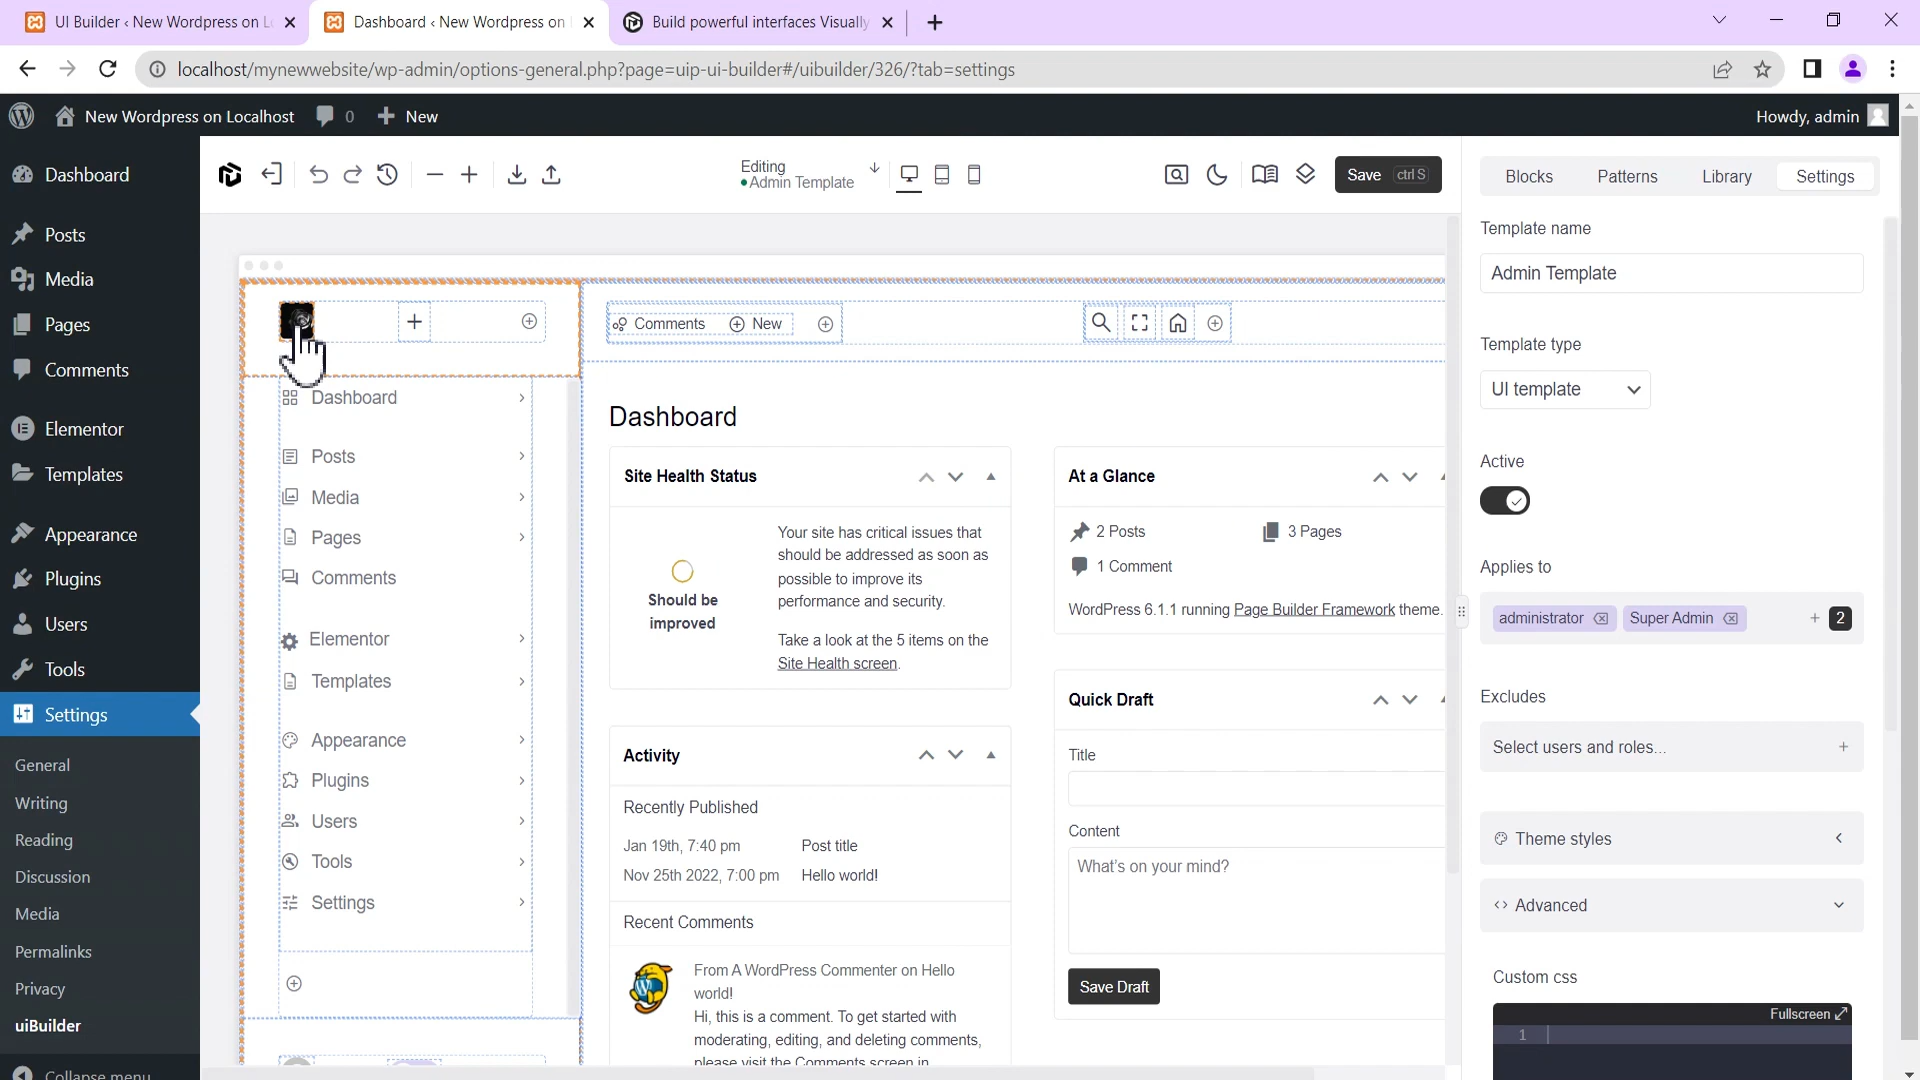 UI Builder ‹ New Wordpress on L
Dashboard ‹ New Wordpress on
Build powerful interfaces Visually
localhost/mynewwebsite/wp-admin/options-general.php?page=uip-ui-builder#/uibuilder/326/?tab=settings
New Wordpress on Localhost
0
New
Howdy, admin
Dashboard
Posts
Media
Pages
Comments
Elementor
Templates
Appearance
Plugins
Users
Tools
Settings
General
Writing
Reading
Discussion
Media
Permalinks
Privacy
uiBuilder
Collapse menu
Editing
Admin Template
Save ctrl S
Comments
New
Dashboard
Posts
Media
Pages
Comments
Elementor
Templates
Appearance
Plugins
Users
Tools
Settings
Dashboard
Site Health Status
Should be
improved
Your site has critical issues that
should be addressed as soon as
possible to improve its
performance and security.
Take a look at the 5 items on the
Site Health screen.
Activity
Recently Published
Jan 19th, 7:40 pm Post title
Nov 25th 2022, 7:00 pm Hello world!
Recent Comments
From A WordPress Commenter on Hello
world!
Hi, this is a comment. To get started with
moderating, editing, and deleting comments,
please visit the Comments screen in
At a Glance
2 Posts
3 Pages
1 Comment
WordPress 6.1.1 running Page Builder Framework theme.
Quick Draft
Title
Content
What's on your mind?
Save Draft
Blocks
Patterns
Library
Settings
Template name
Admin Template
Template type
UI template
Active
Applies to
administrator
Super Admin
2
Excludes
Select users and roles...
Theme styles
Advanced
Custom css
Fullscreen
1